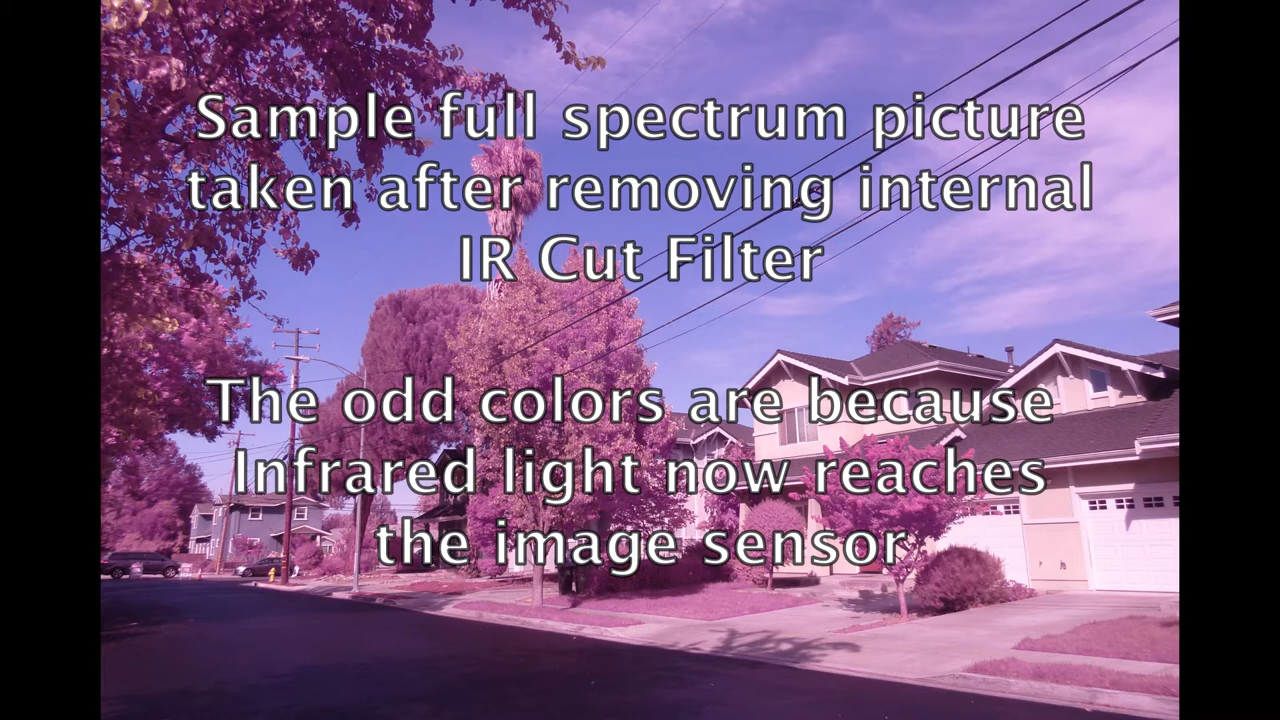 Sample full spectrum picture
taken after removing internal
IR Cut Filter
The odd colors are because
Infrared light now reaches
the image sensor